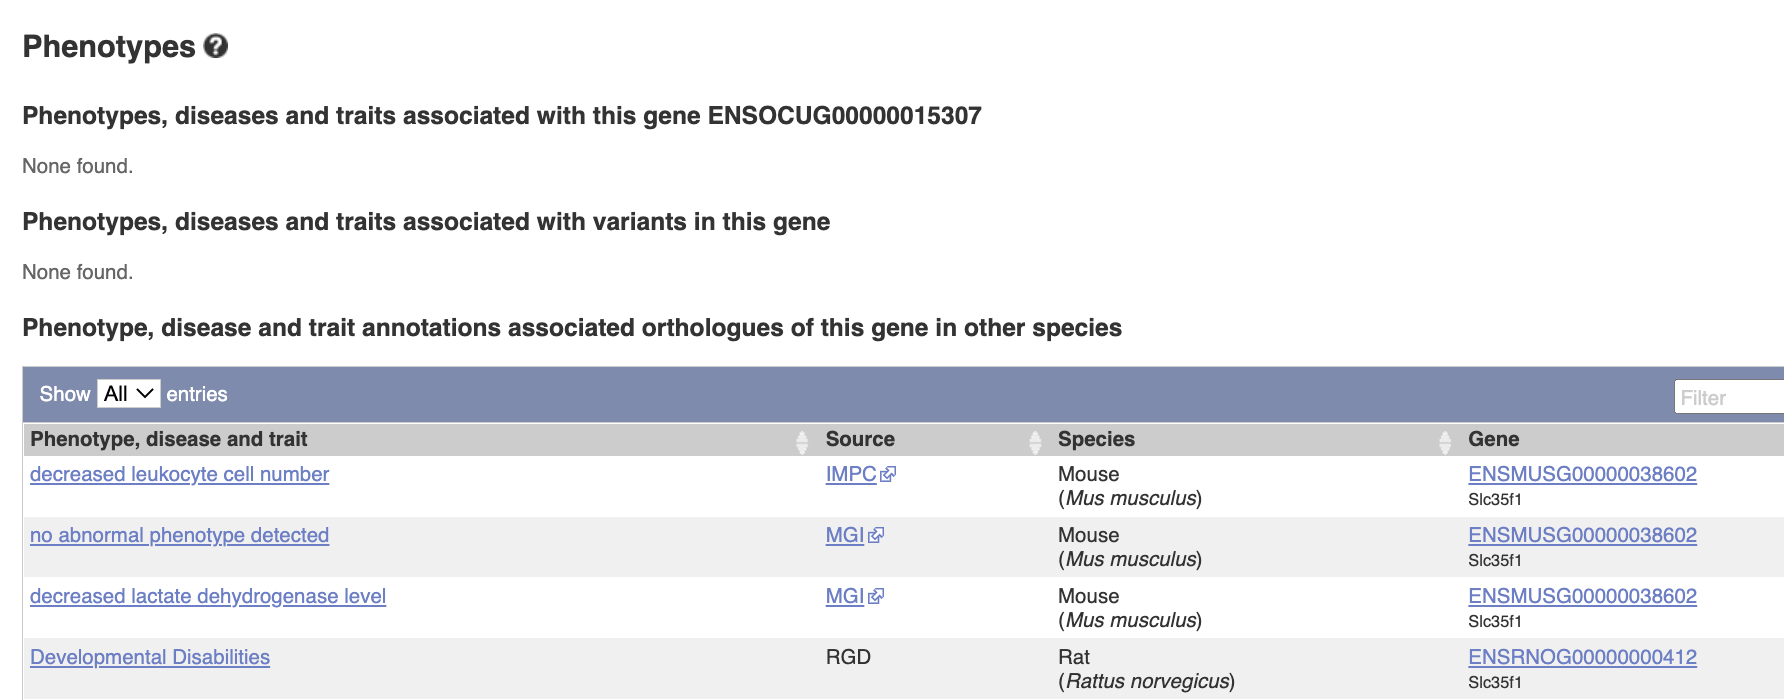 Phenotypes ?
Phenotypes, diseases and traits associated with this gene ENSOCUG00000015307
None found.
Phenotypes, diseases and traits associated with variants in this gene
None found.
Phenotype, disease and trait annotations associated orthologues of this gene in other species
Show All entries Filter
Phenotype, disease and trait Source Species Gene
decreased leukocyte cell number IMPC Mouse ENSMUSG00000038602
(Mus musculus) Slc35f1
no abnormal phenotype detected MGI Mouse ENSMUSG00000038602
(Mus musculus) Slc35f1
decreased lactate dehydrogenase level MGI Mouse ENSMUSG00000038602
(Mus musculus) Slc35f1
Developmental Disabilities RGD Rat ENSRNOG00000000412
(Rattus norvegicus) Slc35f1